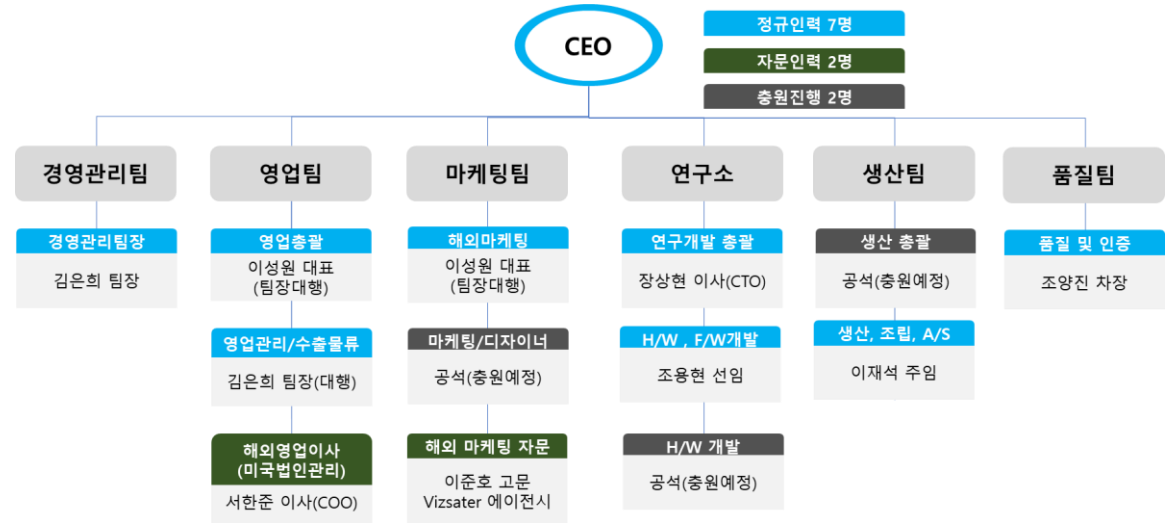 CEO
정규인력 7명
자문인력 2명
충원진행 2명
경영관리팀
경영관리팀장
김은희 팀장
영업팀
영업총괄
이성원 대표
(팀장대행)
영업관리/수출물류
김은희 팀장(대행)
해외영업이사
(미국법인관리)
서한준 이사(COO)
마케팅팀
해외마케팅
이성원 대표
(팀장대행)
마케팅/디자이너
공석(충원예정)
해외 마케팅 자문
이준호 고문
Vizsater 에이전시
연구소
연구개발 총괄
장상현 이사(CTO)
H/W , F/W개발
조용현 선임
H/W 개발
공석(충원예정)
생산팀
생산 총괄
공석(충원예정)
생산, 조립, A/S
이재석 주임
품질팀
품질 및 인증
조양진 차장